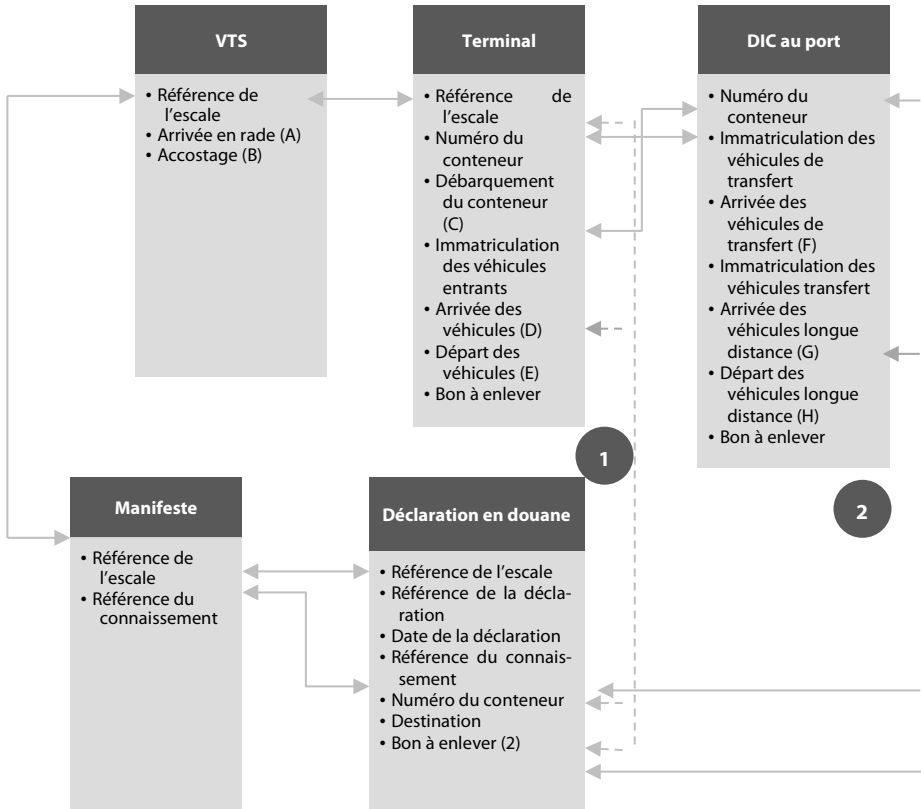 VTS
• Référence de
l'escale
• Arrivée en rade (A)
• Accostage (B)
Terminal
• Référence de
l'escale
• Numéro du
conteneur
• Débarquement
du conteneur
(C)
• Immatriculation
des véhicules
entrants
• Arrivée des
véhicules (D)
• Départ des
véhicules (E)
• Bon à enlever
DIC au port
• Numéro du
conteneur
• Immatriculation des
véhicules de
transfert
• Arrivée des
véhicules de
transfert (F)
• Immatriculation des
véhicules transfert
• Arrivée des
véhicules longue
distance (G)
• Départ des
véhicules longue
distance (H)
• Bon à enlever
1
2
Manifeste
• Référence de
l'escale
• Référence du
connaissement
Déclaration en douane
• Référence de l'escale
• Référence de la décla-
ration
• Date de la déclaration
• Référence du connais-
sement
• Numéro du conteneur
• Destination
• Bon à enlever (2)